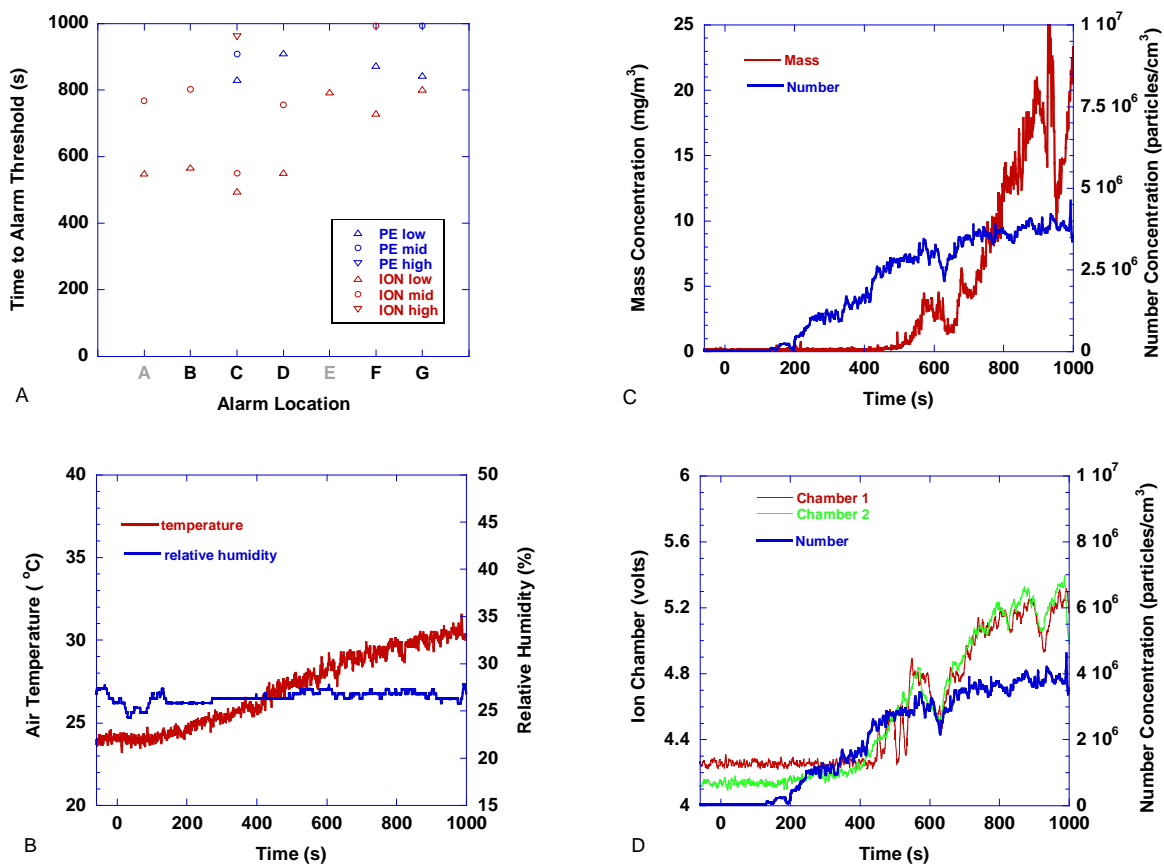 1000
800
600
400
200
0
Time to Alarm Threshold (s)
PE low
PE mid
PE high
ION low
ION mid
ION high
A B C D E F G
Alarm Location
A
25
20
15
10
5
0
Mass Concentration (mg/m³)
Mass
Number
1 10⁷
7.5 10⁶
5 10⁶
2.5 10⁶
0
Number Concentration (particles/cm³)
0 200 400 600 800 1000
Time (s)
C
40
36
33
30
26
23
20
Air Temperature ( °C)
temperature
relative humidity
50
45
40
35
30
25
20
15
Relative Humidity (%)
0 200 400 600 800 1000
Time (s)
B
6
5.6
5.2
4.8
4.4
4
Ion Chamber (volts)
Chamber 1
Chamber 2
Number
1 10⁷
8 10⁶
6 10⁶
4 10⁶
2 10⁶
0
Number Concentration (particles/cm³)
0 200 400 600 800 1000
Time (s)
D